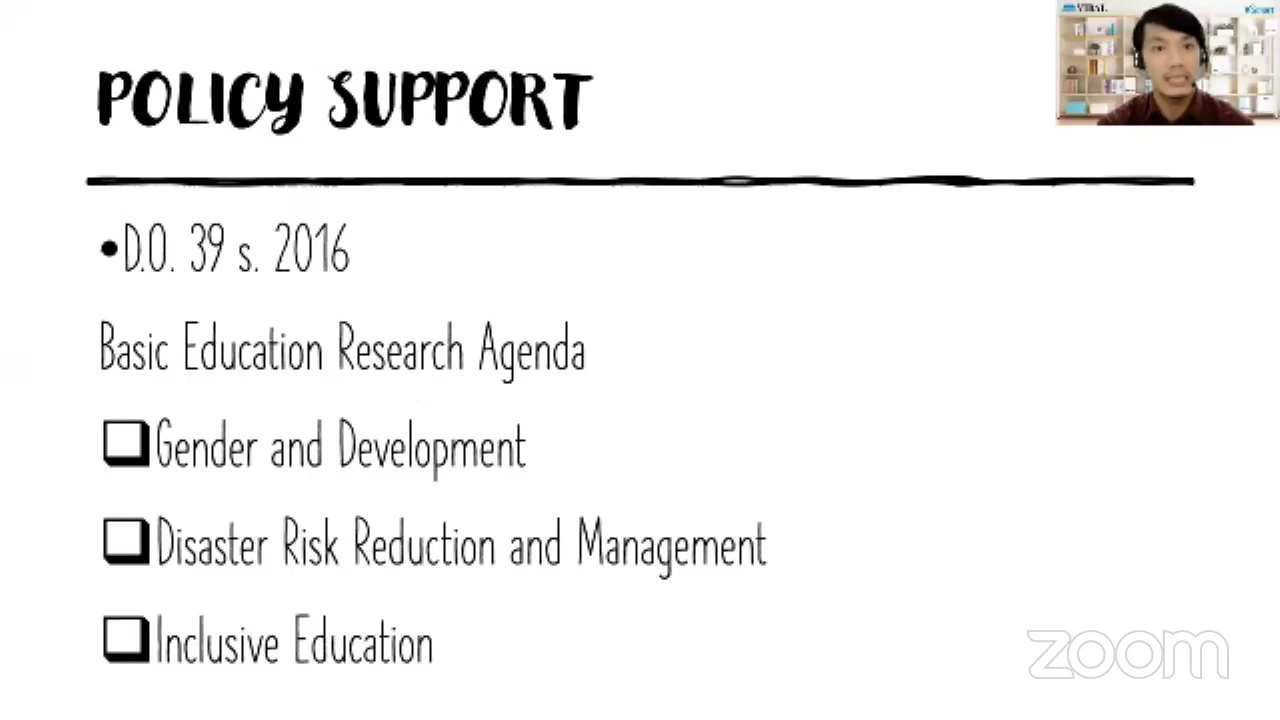 POLICY SUPPORT
•D.O. 39 s. 2016
Basic Education Research Agenda
Gender and Development
Disaster Risk Reduction and Management
Inclusive Education
zoom